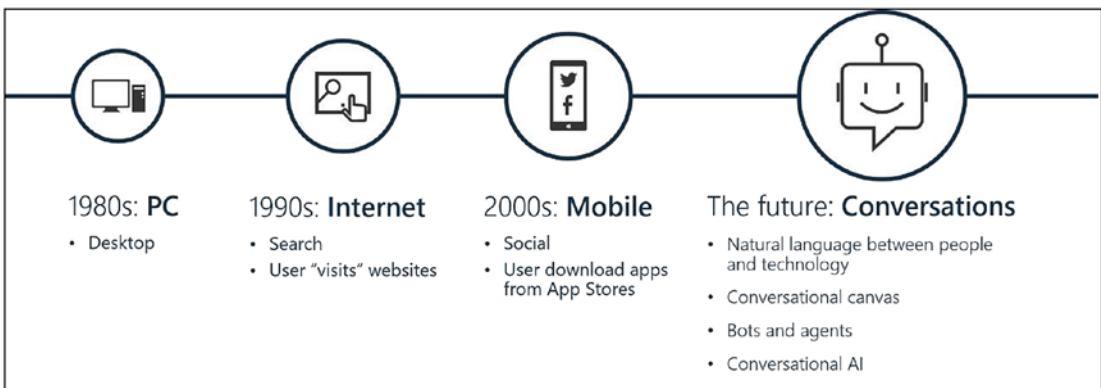 1980s: PC
• Desktop
1990s: Internet
• Search
• User “visits” websites
2000s: Mobile
• Social
• User download apps
from App Stores
The future: Conversations
• Natural language between people
and technology
• Conversational canvas
• Bots and agents
• Conversational AI